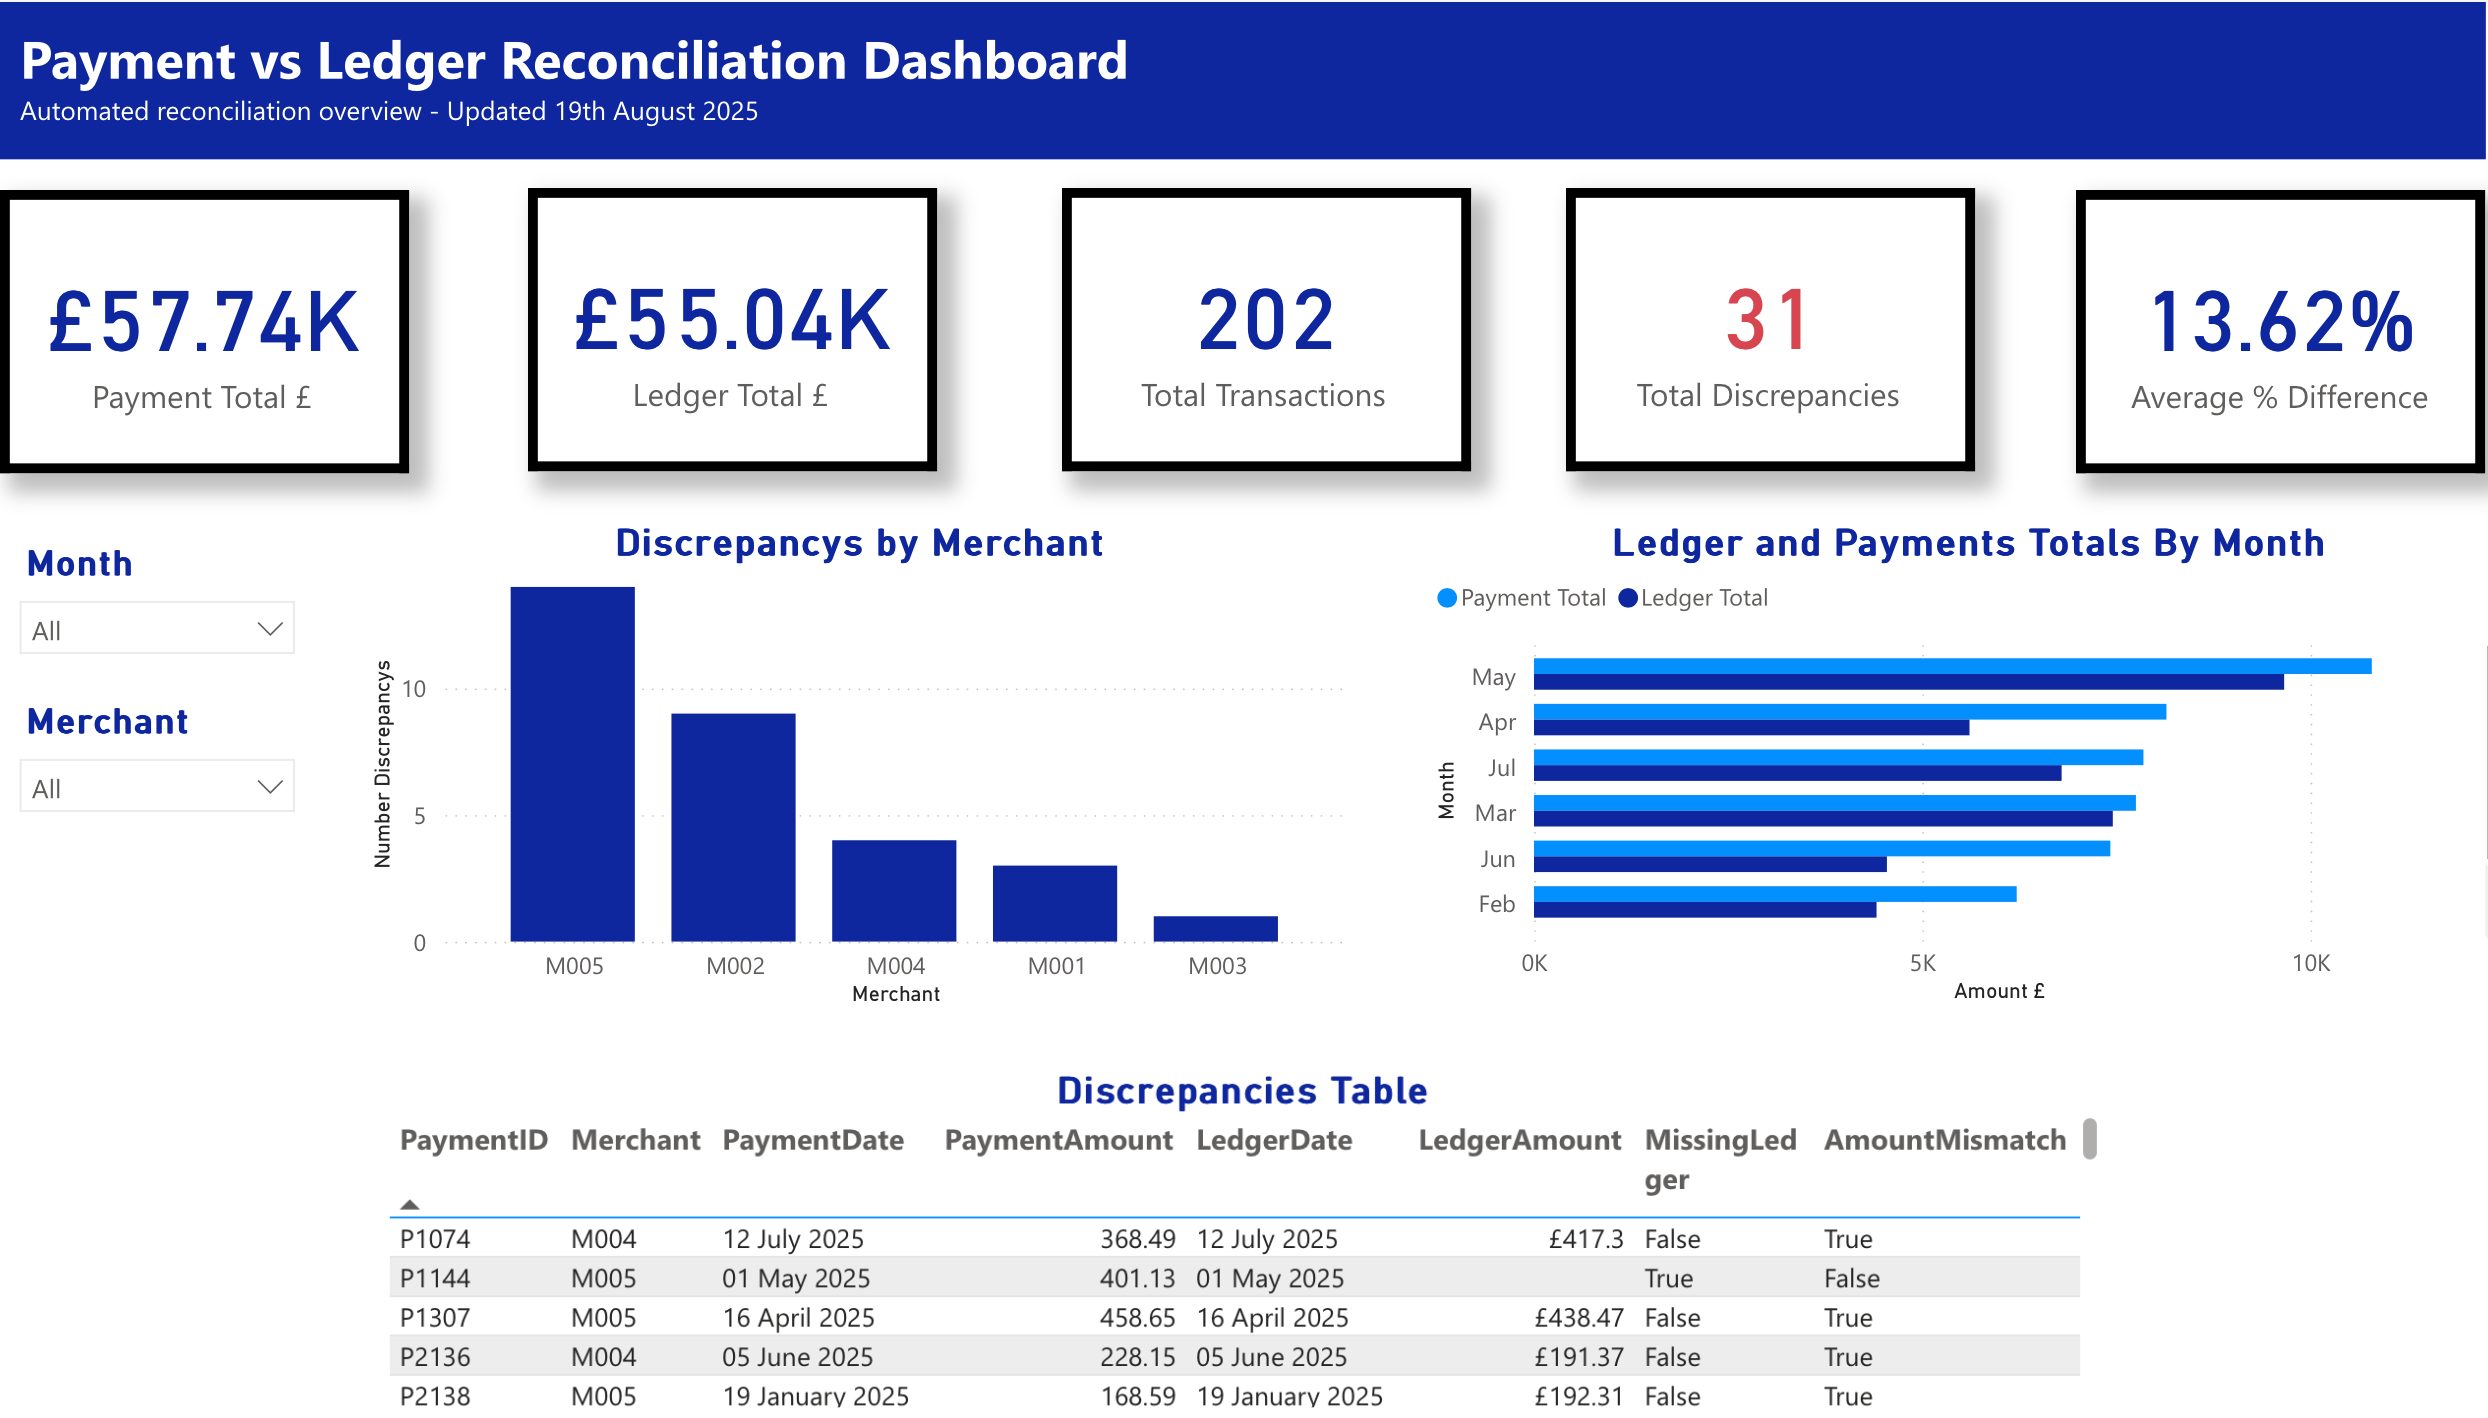 Payment vs Ledger Reconciliation Dashboard
Automated reconciliation overview - Updated 19th August 2025
£57.74K
Payment Total £
£55.04K
Ledger Total £
202
Total Transactions
31
Total Discrepancies
13.62%
Average % Difference
Month
All
Merchant
All
Discrepancys by Merchant
Number Discrepancys
10
5
0
M005 M002 M004 M001 M003
Merchant
Ledger and Payments Totals By Month
Payment Total Ledger Total
Month
May
Apr
Jul
Mar
Jun
Feb
0K 5K 10K
Amount £
Discrepancies Table
PaymentID Merchant PaymentDate PaymentAmount LedgerDate LedgerAmount MissingLed AmountMismatch
ger
P1074 M004 12 July 2025 368.49 12 July 2025 £417.3 False True
P1144 M005 01 May 2025 401.13 01 May 2025 True False
P1307 M005 16 April 2025 458.65 16 April 2025 £438.47 False True
P2136 M004 05 June 2025 228.15 05 June 2025 £191.37 False True
P2138 M005 19 January 2025 168.59 19 January 2025 £192.31 False True